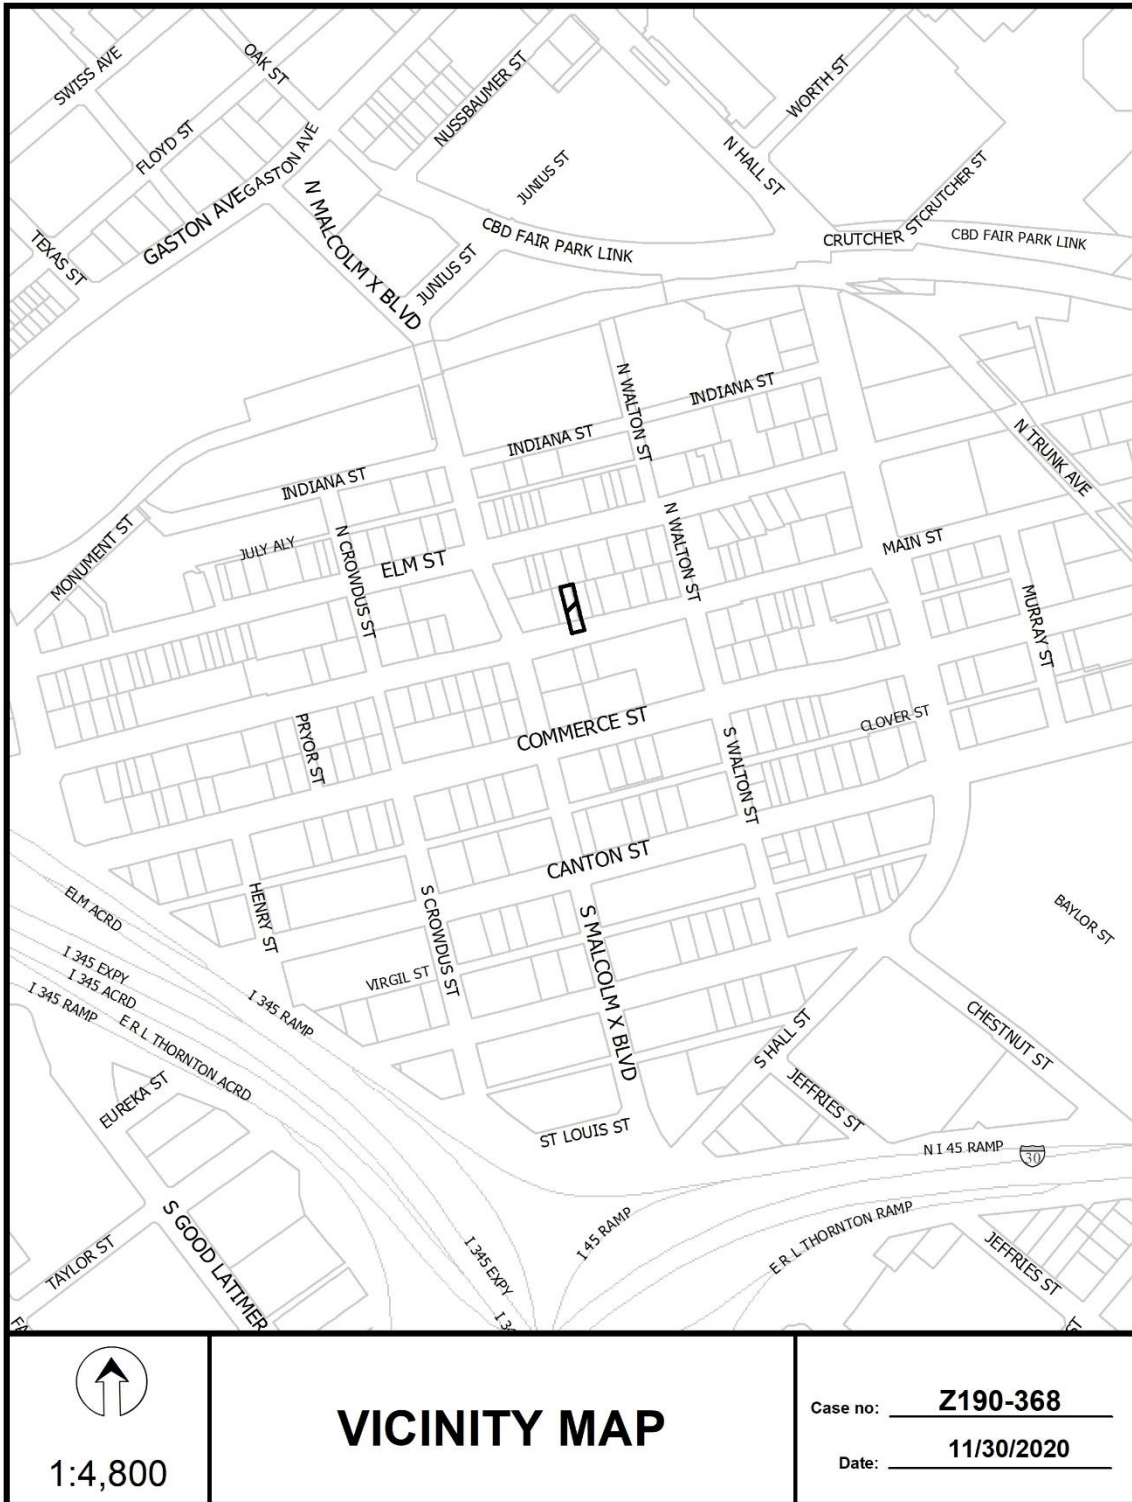 SWISS AVE
OAK ST
FLOYD ST
NUSSBAUMER ST
WORTH ST
N HALL ST
JUNIUS ST
GASTON AVE
GASTON AVE
TEXAS ST
N MALCOLM X BLVD
JUNIUS ST
CBD FAIR PARK LINK
CRUTCHER ST
CRUTCHER ST
CBD FAIR PARK LINK
N WALTON ST
INDIANA ST
INDIANA ST
INDIANA ST
N TRUNK AVE
MONUMENT ST
JULY ALY
N CROWDUS ST
ELM ST
N WALTON ST
MAIN ST
MURRAY ST
PRYOR ST
COMMERCE ST
CLOVER ST
S WALTON ST
CANTON ST
ELM ACRD
HENRY ST
S CROWDUS ST
S MALCOLM X BLVD
BAYLOR ST
I 345 EXPY
I 345 ACRD
I 345 RAMP
I 345 RAMP
VIRGIL ST
E R L THORNTON ACRD
S HALL ST
CHESTNUT ST
EUREKA ST
JEFFRIES ST
ST LOUIS ST
N I 45 RAMP
30
S GOOD LATIMER
TAYLOR ST
I 345 EXPY
I 45 RAMP
E R L THORNTON RAMP
JEFFRIES ST
1:4,800
VICINITY MAP
Case no: Z190-368
Date: 11/30/2020